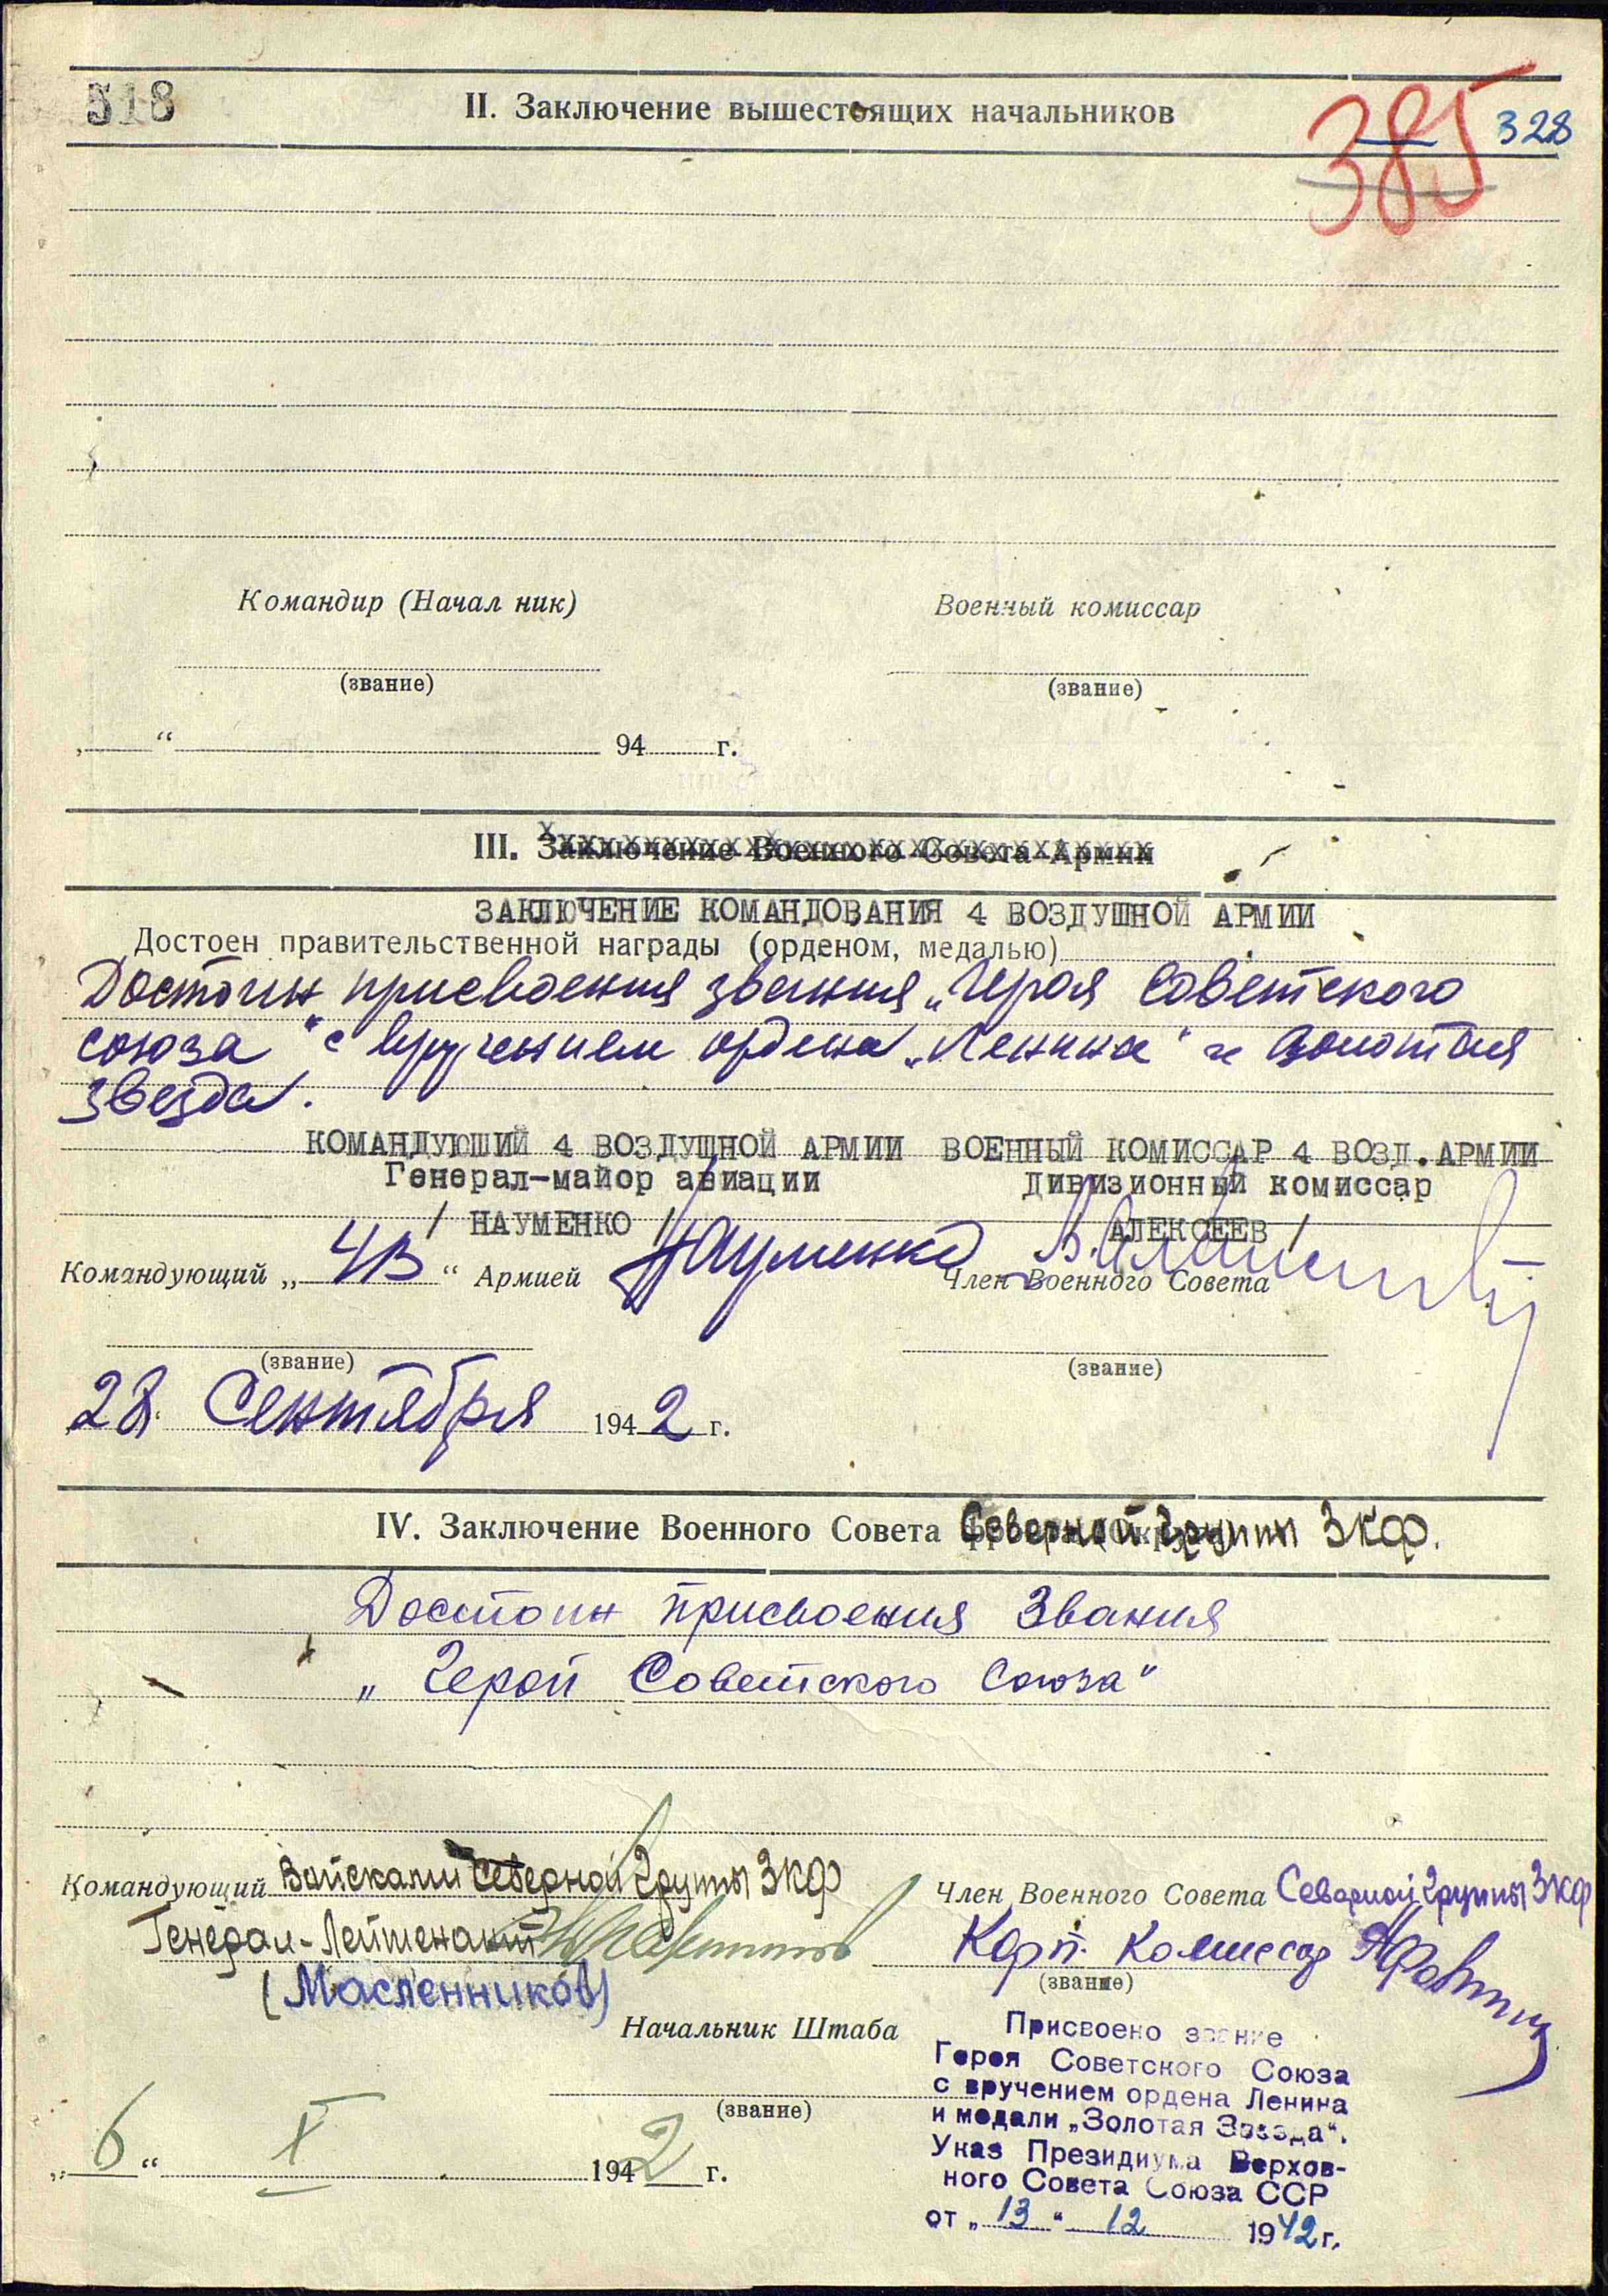 518
II. Заключение вышестоящих начальников
385
328
Командир (Начал ник)
Военный комиссар
(звание)
(звание)
„ “ 94 г.
III. Заключение Военного Совета Армии
ЗАКЛЮЧЕНИЕ КОМАНДОВАНИЯ 4 ВОЗДУШНОЙ АРМИИ
Достоен правительственной награды (орденом, медалью)
Достоин присвоения звания „Героя Советского
союза“ с вручением ордена „Ленина“ и Золотая
звезда.
КОМАНДУЮШИЙ 4 ВОЗДУШНОЙ АРМИИ ВОЕННЫЙ КОМИССАР 4 ВОЗД. АРМИИ
Генерал-майор авиации Дивизионный комиссар
/ НАУМЕНКО / АЛЕКСЕЕВ /
Командующий „ 4В “ Армией Науменко Член Военного Совета
(звание)
(звание)
28 Сентября 1942 г.
IV. Заключение Военного Совета Северной Группы ЗКФ.
Достоин присвоения Звания
„Герой Советского Союза“
Командующий Войсками Северной Группы ЗКФ
Член Военного Совета Северной Группы ЗКФ
Генерал-Лейтенант
Корп. Комиссар
(звание)
(Масленников)
Начальник Штаба
(звание)
„ 6 “ X 1942 г.
Присвоено звание
Героя Советского Союза
с вручением ордена Ленина
и медали „Золотая Звезда“.
Указ Президиума Верхов-
ного Совета Союза ССР
от „ 13 “ 12 1942 г.